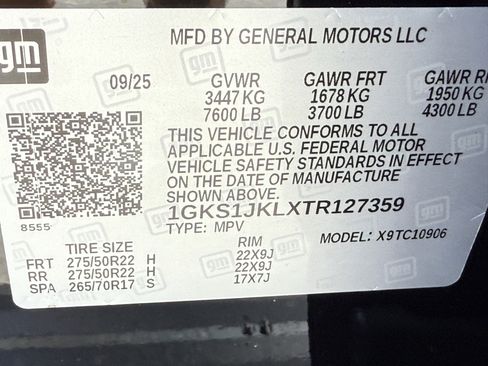 gm
MFD BY GENERAL MOTORS LLC
09/25 GVWR GAWR FRT GAWR
3447 KG 1678 KG 1950 KG
7600 LB 3700 LB 4300 LB
THIS VEHICLE CONFORMS TO ALL
APPLICABLE U.S. FEDERAL MOTOR
VEHICLE SAFETY STANDARDS IN EFFECT
ON THE DATE OF MANUFACTURE
SHOWN ABOVE.
8555
1GKS1JKLXTR127359
TYPE: MPV MODEL: X9TC10906
TIRE SIZE RIM
FRT 275/50R22 H 22X9J
RR 275/50R22 H 22X9J
SPA 265/70R17 S 17X7J